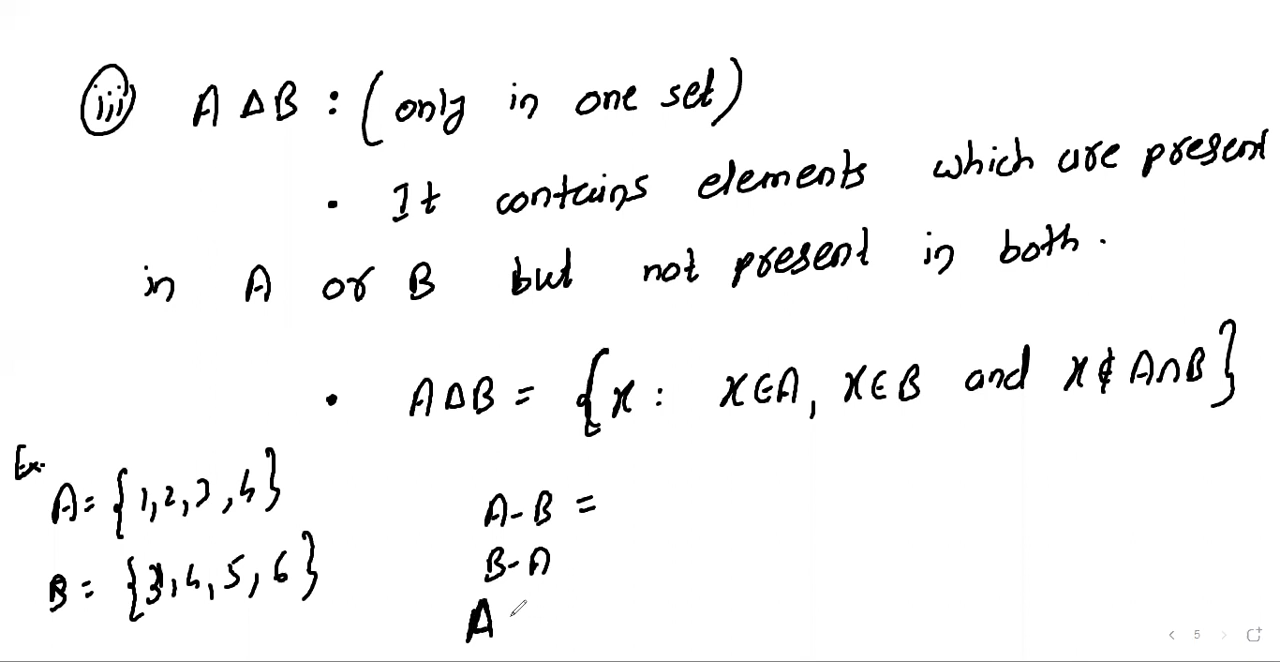 (iii) A Δ B : (only in one set)
• It contains elements which are present
in A or B but not present in both.
• A Δ B = {x : x ∈ A, x ∈ B and x ∉ A ∩ B}
Ex.
A = {1, 2, 3, 4}
B = {3, 4, 5, 6}
A - B =
B - A
A
< 5 >